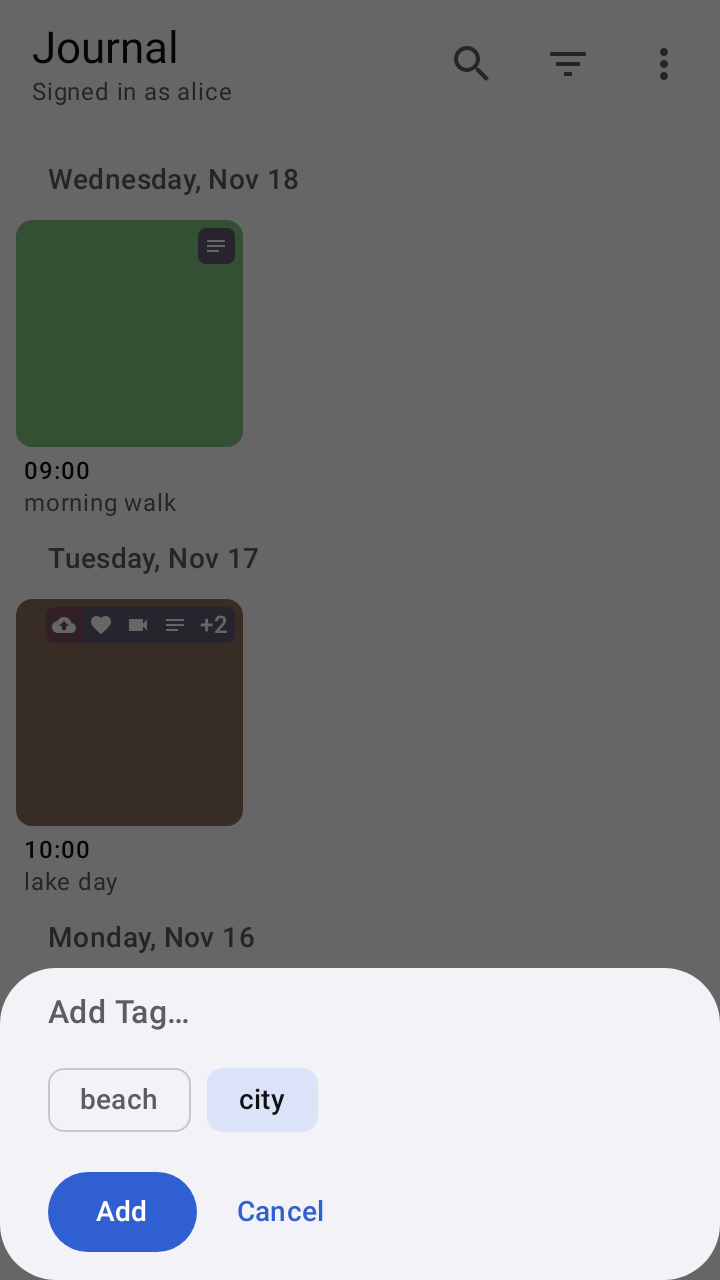 Journal
Signed in as alice
Wednesday, Nov 18
09:00
morning walk
Tuesday, Nov 17
+2
10:00
lake day
Monday, Nov 16
Add Tag…
beach
city
Add
Cancel